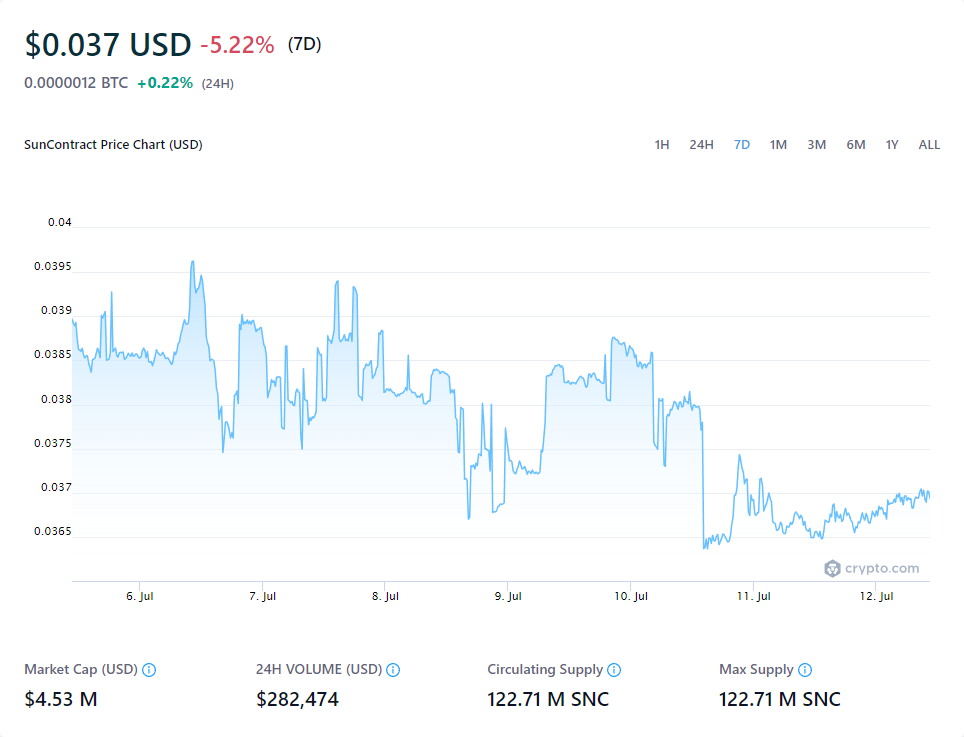 $0.037 USD -5.22% (7D)
0.0000012 BTC +0.22% (24H)
SunContract Price Chart (USD) 1H 24H 7D 1M 3M 6M 1Y ALL
0.04
0.0395
0.039
0.0385
0.038
0.0375
0.037
0.0365
crypto.com
6. Jul 7. Jul 8. Jul 9. Jul 10. Jul 11. Jul 12. Jul
Market Cap (USD) 24H VOLUME (USD) Circulating Supply Max Supply
$4.53 M $282,474 122.71 M SNC 122.71 M SNC